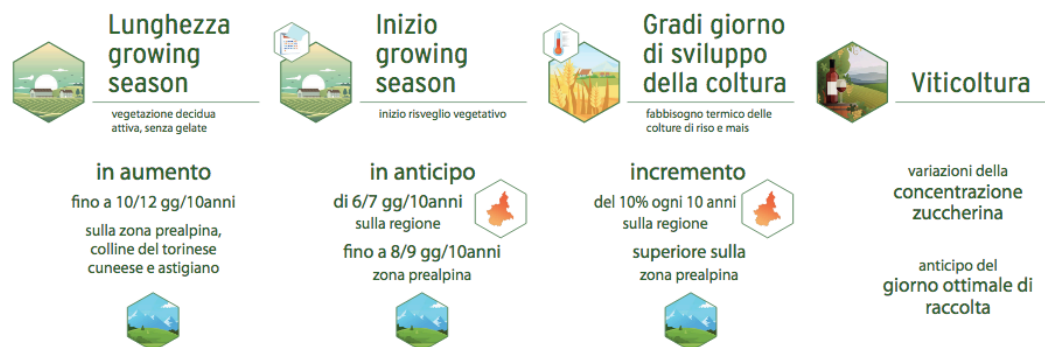 Lunghezza
growing
season
vegetazione decidua
attiva, senza gelate
in aumento
fino a 10/12 gg/10anni
sulla zona prealpina,
colline del torinese
cuneese e astigiano
Inizio
growing
season
inizio risveglio vegetativo
in anticipo
di 6/7 gg/10anni
sulla regione
fino a 8/9 gg/10anni
zona prealpina
Gradi giorno
di sviluppo
della coltura
fabbisogno termico delle
colture di riso e mais
incremento
del 10% ogni 10 anni
sulla regione
superiore sulla
zona prealpina
Viticoltura
variazioni della
concentrazione
zuccherina
anticipo del
giorno ottimale di
raccolta